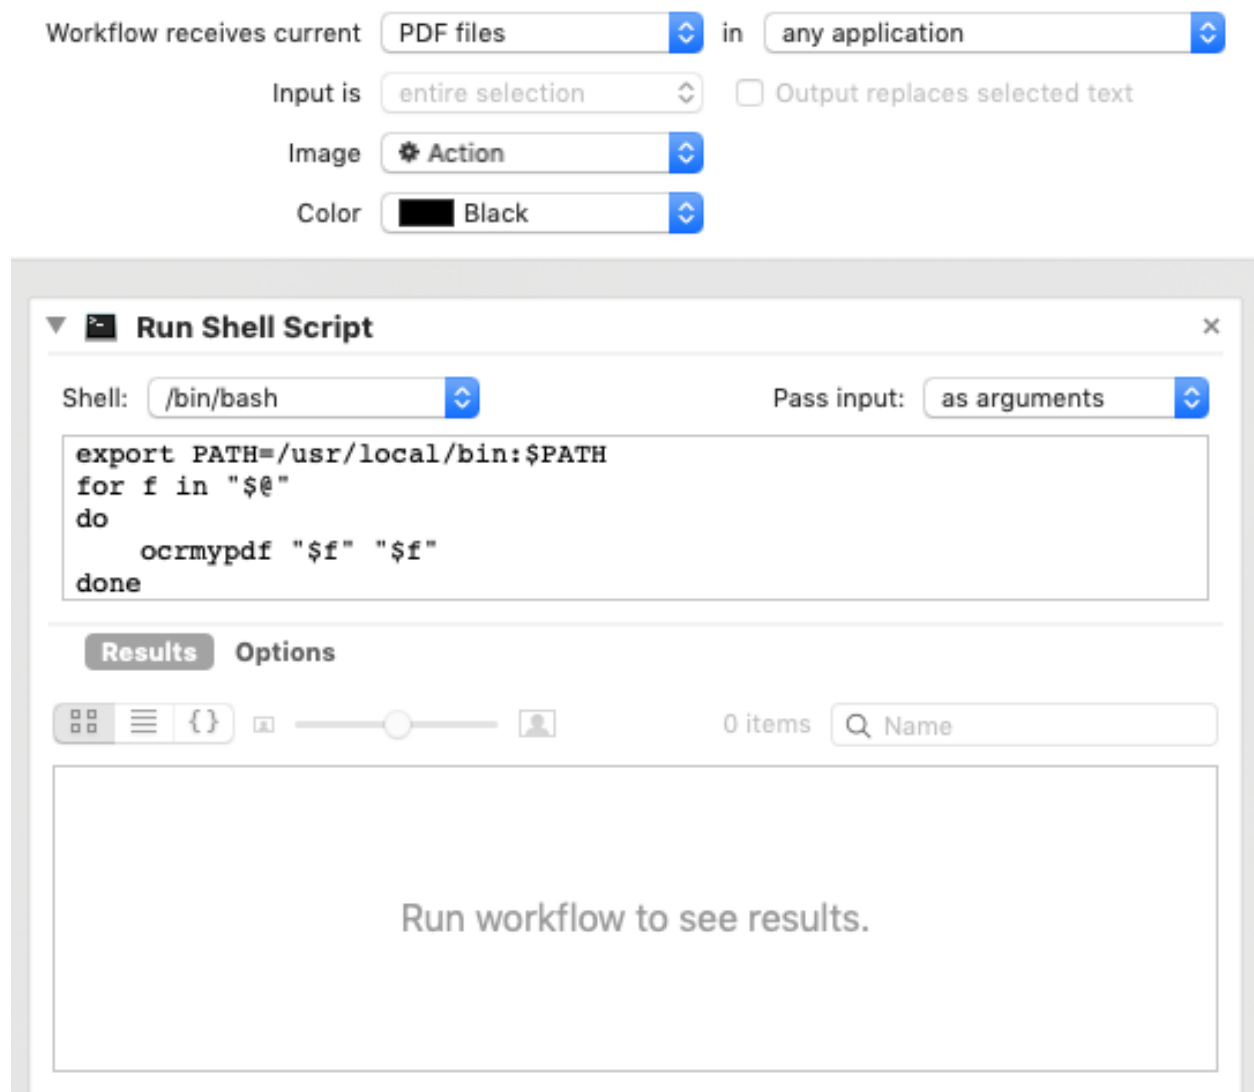 Workflow receives current PDF files in any application
Input is entire selection Output replaces selected text
Image Action
Color Black
Run Shell Script
Shell: /bin/bash Pass input: as arguments
export PATH=/usr/local/bin:$PATH
for f in "$@"
do
    ocrmypdf "$f" "$f"
done
Results Options
0 items Name
Run workflow to see results.